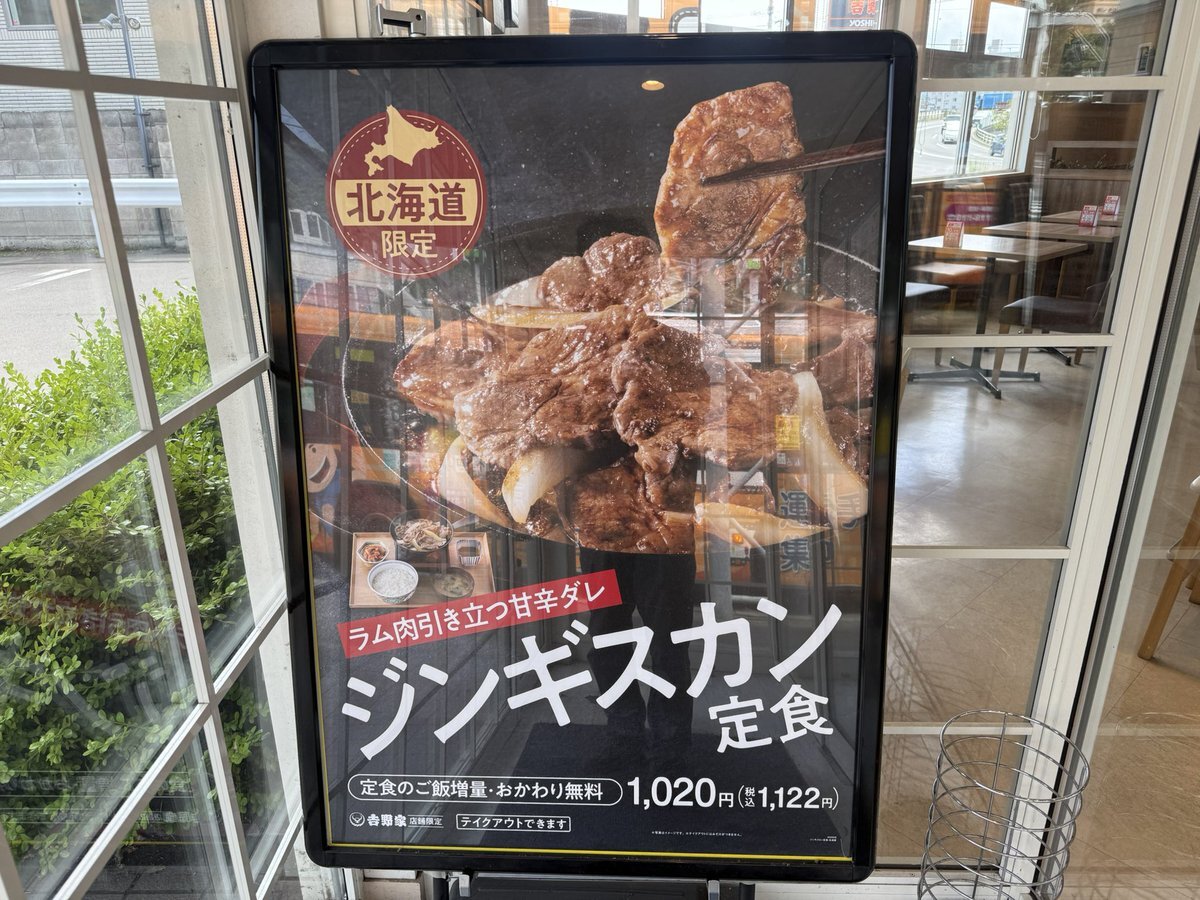 YOSHI
北海道
限定
ラム肉引き立つ甘辛ダレ
ジンギスカン
定食
定食のご飯増量・おかわり無料
1,020円(税込1,122円)
吉野家 店舗限定
テイクアウトできます